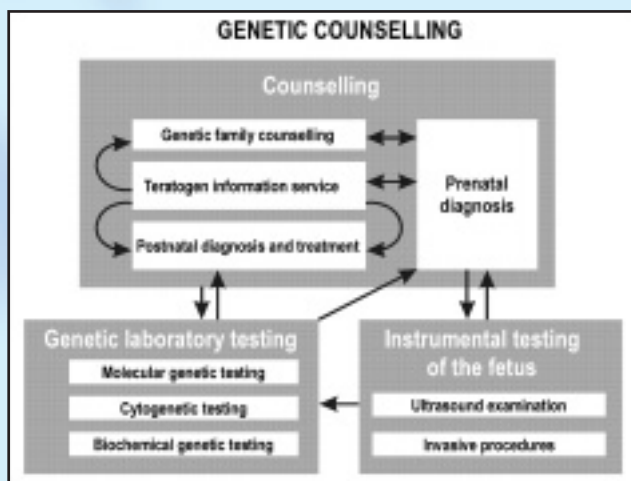 GENETIC COUNSELLING
Counselling
Genetic family counselling
Teratogen information service
Postnatal diagnosis and treatment
Prenatal
diagnosis
Genetic laboratory testing
Molecular genetic testing
Cytogenetic testing
Biochemical genetic testing
Instrumental testing
of the fetus
Ultrasound examination
Invasive procedures